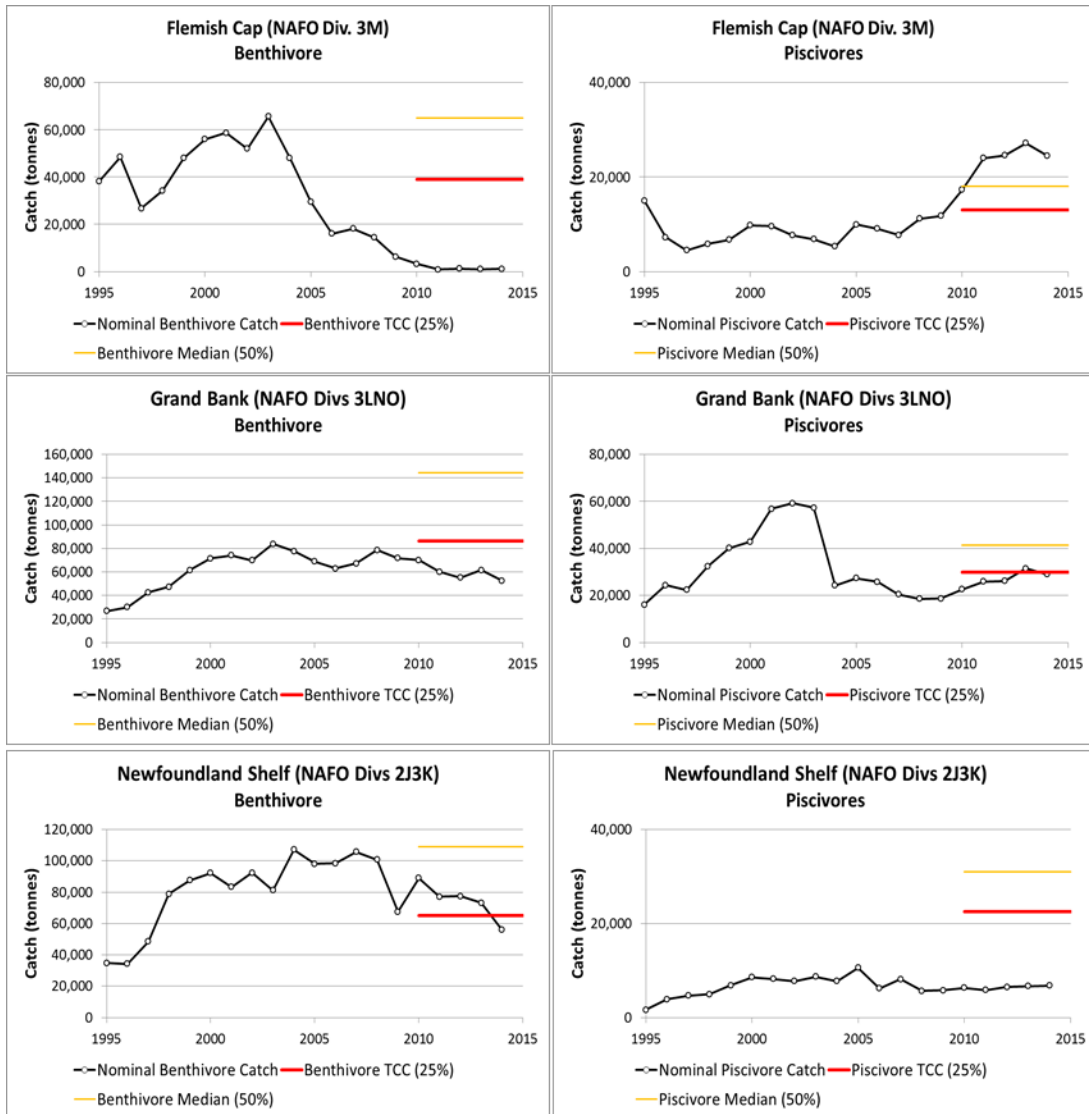 Flemish Cap (NAFO Div. 3M)
Benthivore
Catch (tonnes)
80,000
60,000
40,000
20,000
0
1995 2000 2005 2010 2015
Nominal Benthivore Catch Benthivore TCC (25%)
Benthivore Median (50%)
Flemish Cap (NAFO Div. 3M)
Piscivores
Catch (tonnes)
40,000
20,000
0
1995 2000 2005 2010 2015
Nominal Piscivore Catch Piscivore TCC (25%)
Piscivore Median (50%)
Grand Bank (NAFO Divs 3LNO)
Benthivore
Catch (tonnes)
160,000
140,000
120,000
100,000
80,000
60,000
40,000
20,000
0
1995 2000 2005 2010 2015
Nominal Benthivore Catch Benthivore TCC (25%)
Benthivore Median (50%)
Grand Bank (NAFO Divs 3LNO)
Piscivores
Catch (tonnes)
80,000
60,000
40,000
20,000
0
1995 2000 2005 2010 2015
Nominal Piscivore Catch Piscivore TCC (25%)
Piscivore Median (50%)
Newfoundland Shelf (NAFO Divs 2J3K)
Benthivore
Catch (tonnes)
120,000
100,000
80,000
60,000
40,000
20,000
0
1995 2000 2005 2010 2015
Nominal Benthivore Catch Benthivore TCC (25%)
Benthivore Median (50%)
Newfoundland Shelf (NAFO Divs 2J3K)
Piscivores
Catch (tonnes)
40,000
20,000
0
1995 2000 2005 2010 2015
Nominal Piscivore Catch Piscivore TCC (25%)
Piscivore Median (50%)